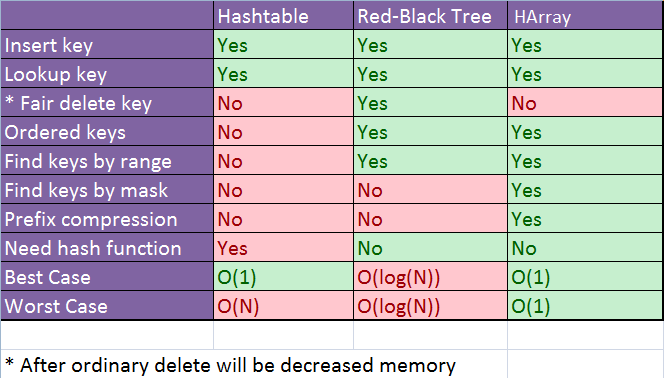 Hashtable Red-Black Tree HArray
Insert key Yes Yes Yes
Lookup key Yes Yes Yes
* Fair delete key No Yes No
Ordered keys No Yes Yes
Find keys by range No Yes Yes
Find keys by mask No No Yes
Prefix compression No No Yes
Need hash function Yes No No
Best Case O(1) O(log(N)) O(1)
Worst Case O(N) O(log(N)) O(1)
* After ordinary delete will be decreased memory